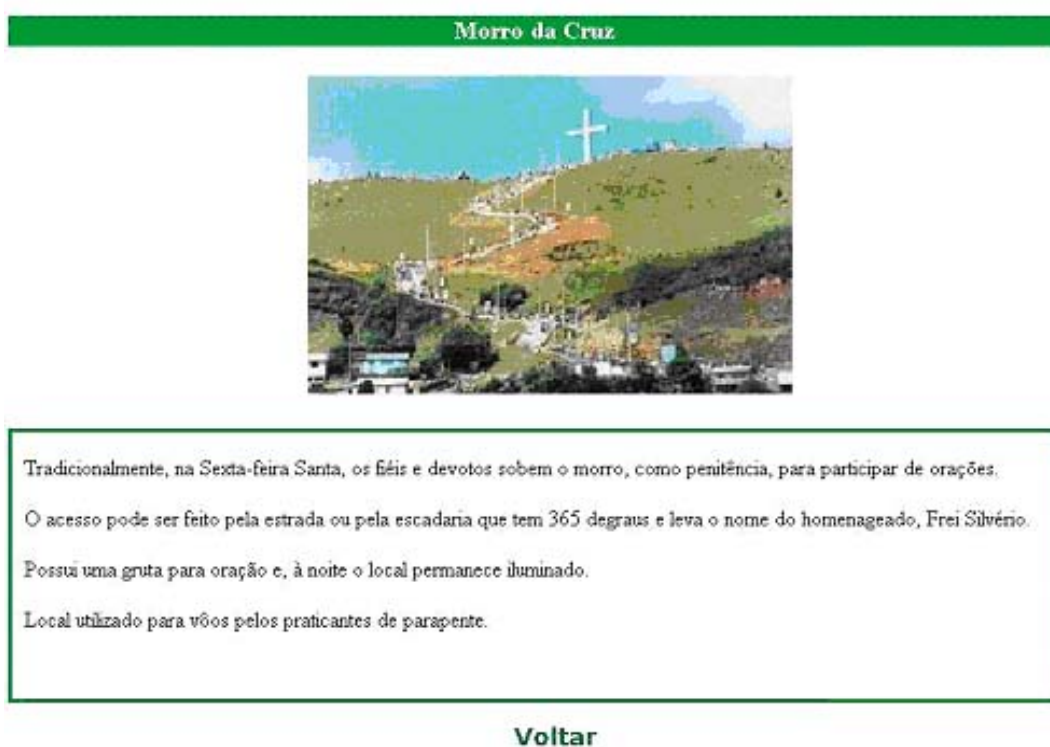 Morro da Cruz
Tradicionalmente, na Sexta-feira Santa, os fiéis e devotos sobem o morro, como penitência, para participar de orações.
O acesso pode ser feito pela estrada ou pela escadaria que tem 365 degraus e leva o nome do homenageado, Frei Silvério.
Possui uma gruta para oração e, à noite o local permanece iluminado.
Local utilizado para vôos pelos praticantes de parapente.
Voltar